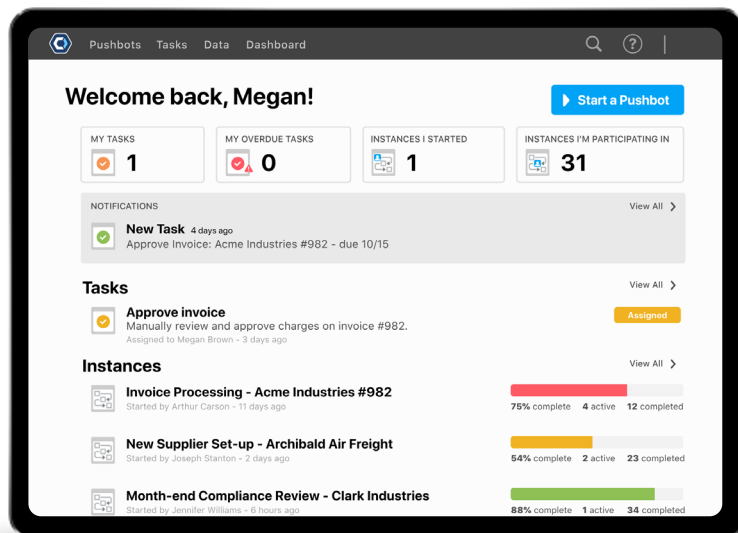 Pushbots Tasks Data Dashboard
Welcome back, Megan!
Start a Pushbot
MY TASKS
1
MY OVERDUE TASKS
0
INSTANCES I STARTED
1
INSTANCES I'M PARTICIPATING IN
31
NOTIFICATIONS
View All
New Task 4 days ago
Approve Invoice: Acme Industries #982 - due 10/15
Tasks
View All
Approve invoice
Assigned
Manually review and approve charges on invoice #982.
Assigned to Megan Brown - 3 days ago
Instances
View All
Invoice Processing - Acme Industries #982
Started by Arthur Carson - 11 days ago
75% complete 4 active 12 completed
New Supplier Set-up - Archibald Air Freight
Started by Joseph Stanton - 2 days ago
54% complete 2 active 23 completed
Month-end Compliance Review - Clark Industries
Started by Jennifer Williams - 6 hours ago
88% complete 1 active 34 completed